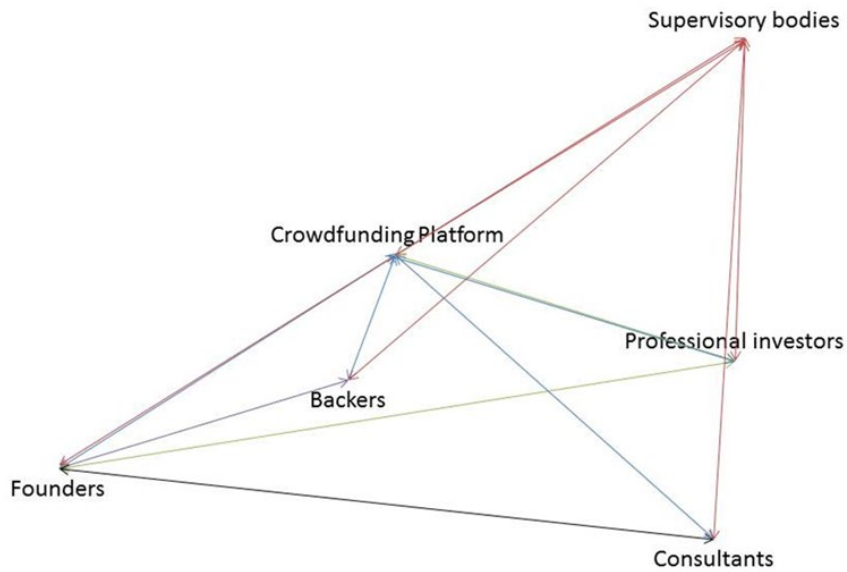 Supervisory bodies
Crowdfunding Platform
Professional investors
Backers
Founders
Consultants